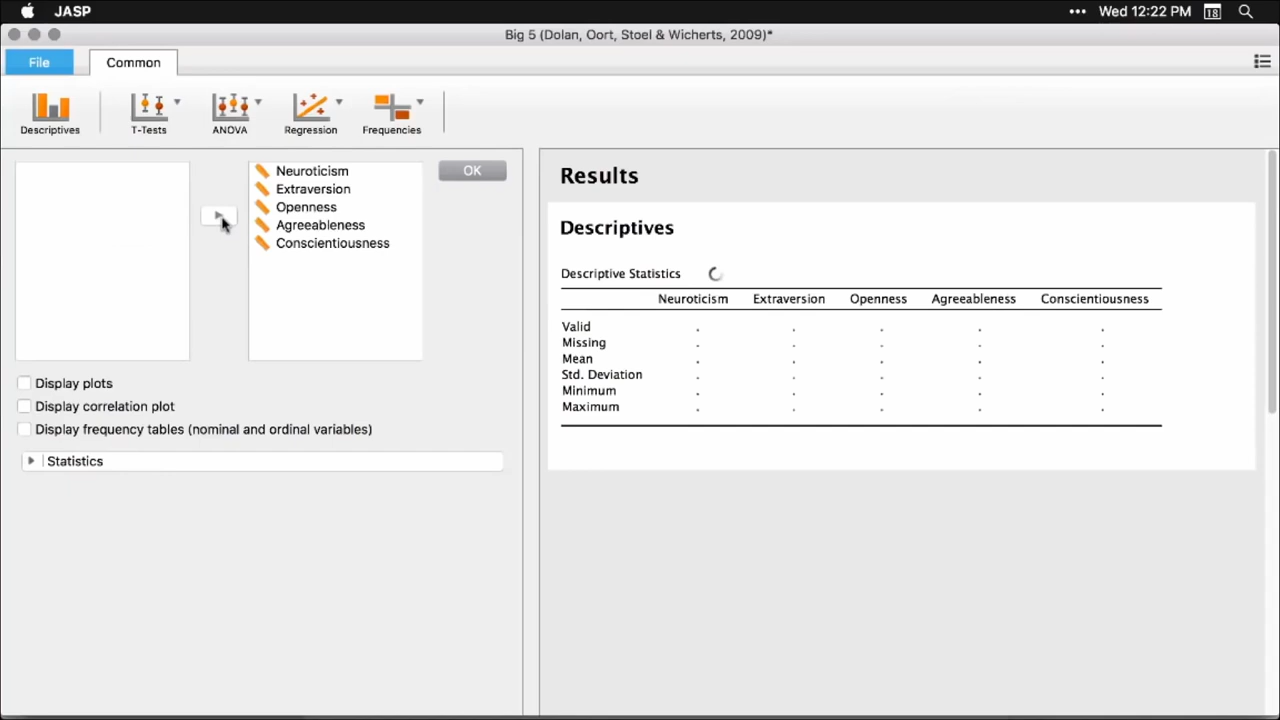 JASP
••• Wed 12:22 PM 18
Big 5 (Dolan, Oort, Stoel & Wicherts, 2009)*
File Common
Descriptives T-Tests ANOVA Regression Frequencies
Neuroticism
Extraversion
Openness
Agreeableness
Conscientiousness
OK
Display plots
Display correlation plot
Display frequency tables (nominal and ordinal variables)
Statistics
Results
Descriptives
Descriptive Statistics
Neuroticism Extraversion Openness Agreeableness Conscientiousness
Valid . . . . .
Missing . . . . .
Mean . . . . .
Std. Deviation . . . . .
Minimum . . . . .
Maximum . . . . .